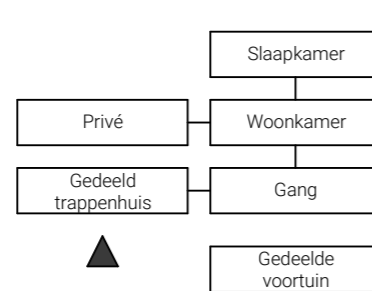 Slaapkamer
Privé
Woonkamer
Gedeeld
trappenhuis
Gang
Gedeelde
voortuin